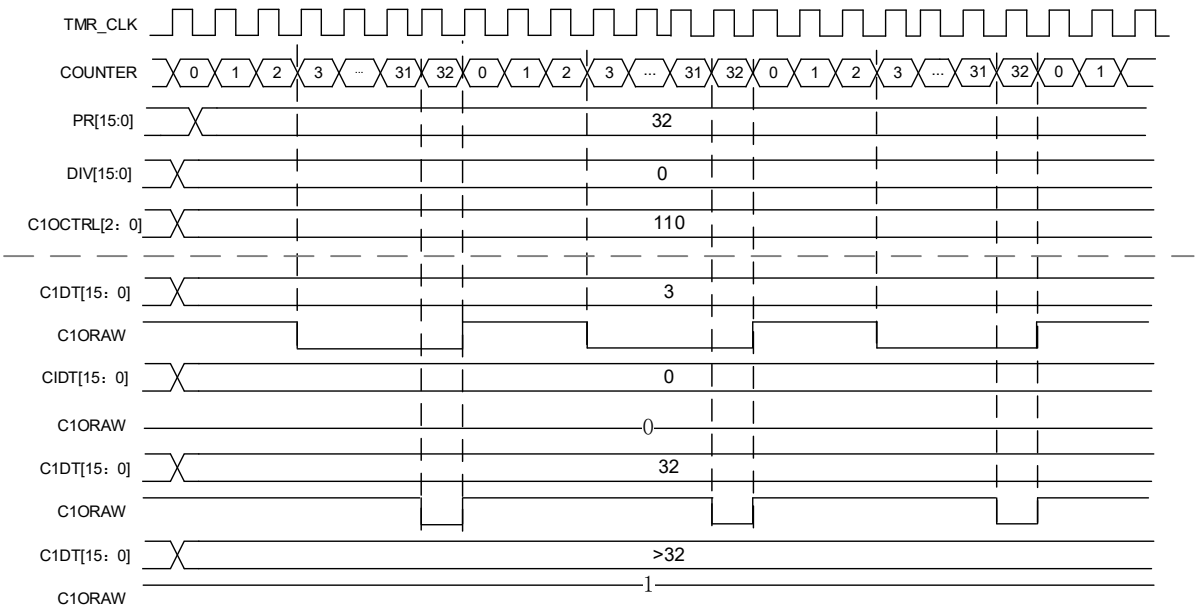 TMR_CLK
COUNTER 0 1 2 3 ... 31 32 0 1 2 3 ... 31 32 0 1 2 3 ... 31 32 0 1
PR[15:0] 32
DIV[15:0] 0
C1OCTRL[2：0] 110
C1DT[15：0] 3
C1ORAW
CIDT[15：0] 0
C1ORAW 0
C1DT[15：0] 32
C1ORAW
C1DT[15：0] >32
C1ORAW 1